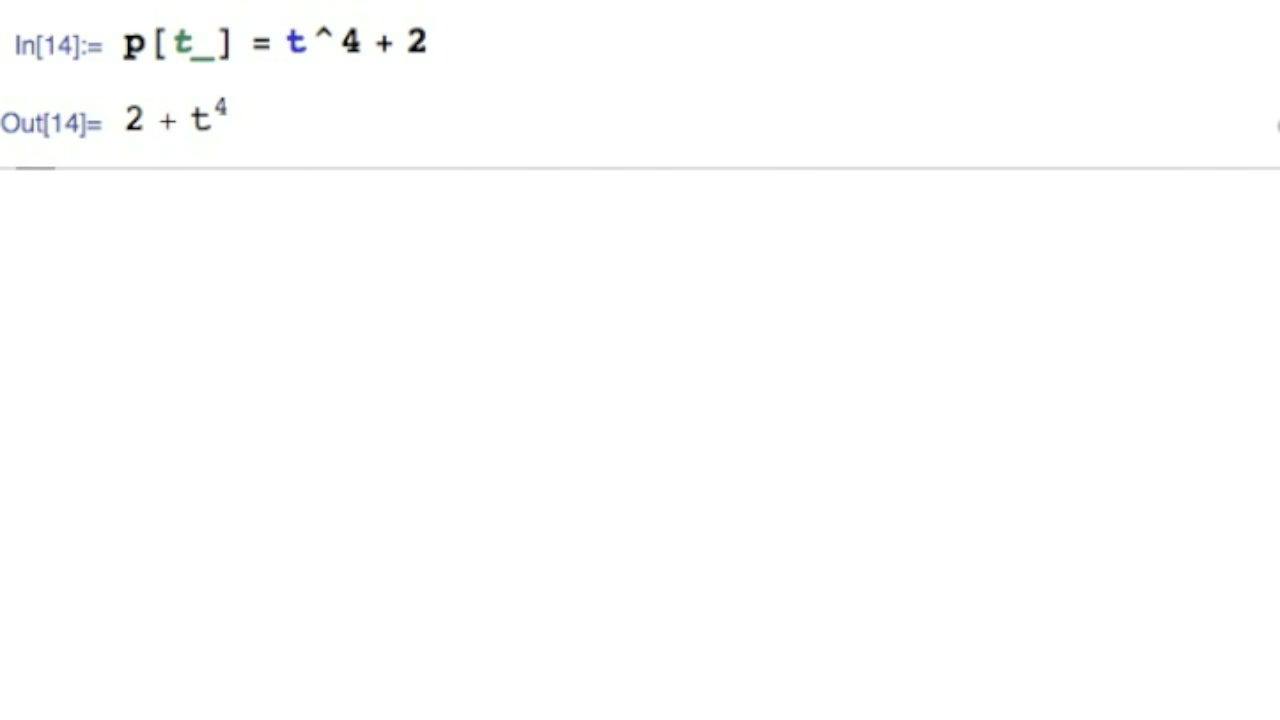 In[14]:= p[t_] = t^4 + 2
Out[14]= 2 + t⁴